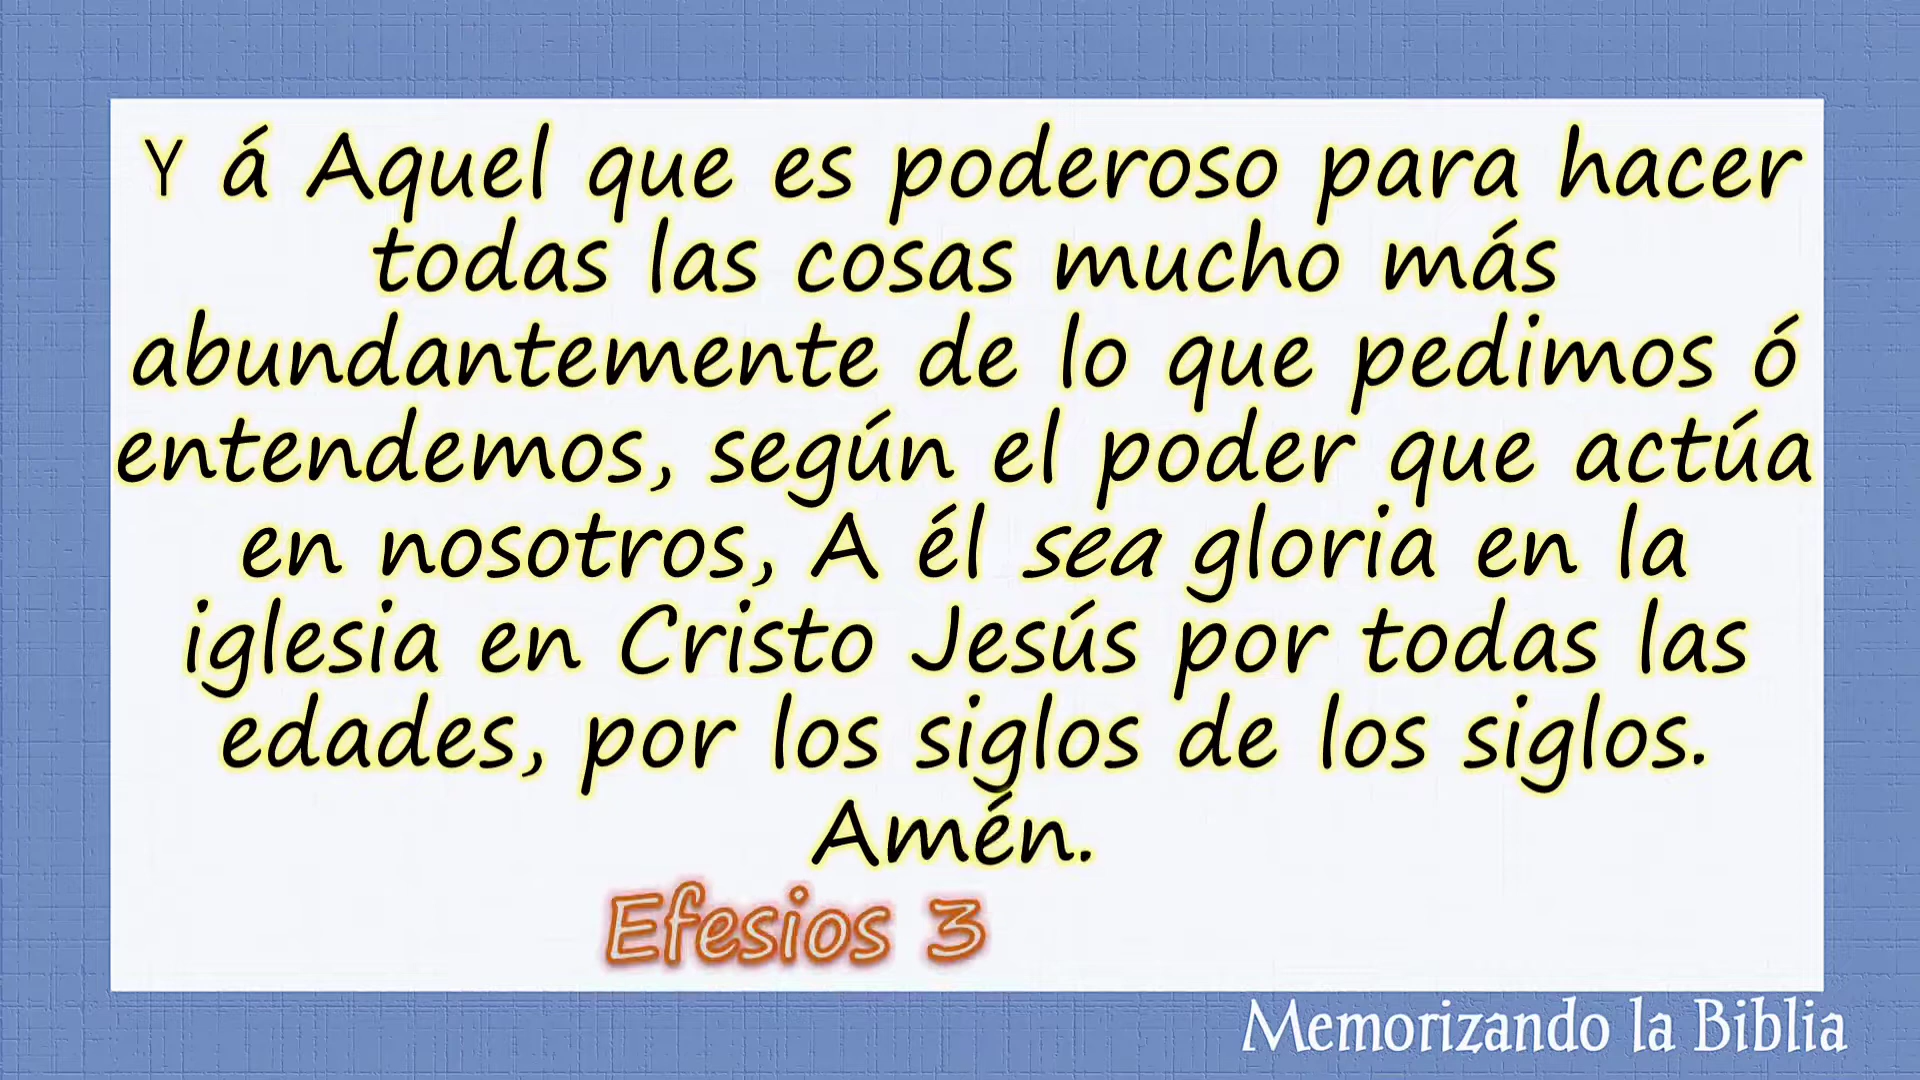 Y á Aquel que es poderoso para hacer
todas las cosas mucho más
abundantemente de lo que pedimos ó
entendemos, según el poder que actúa
en nosotros, A él sea gloria en la
iglesia en Cristo Jesús por todas las
edades, por los siglos de los siglos.
Amén.
Efesios 3
Memorizando la Biblia